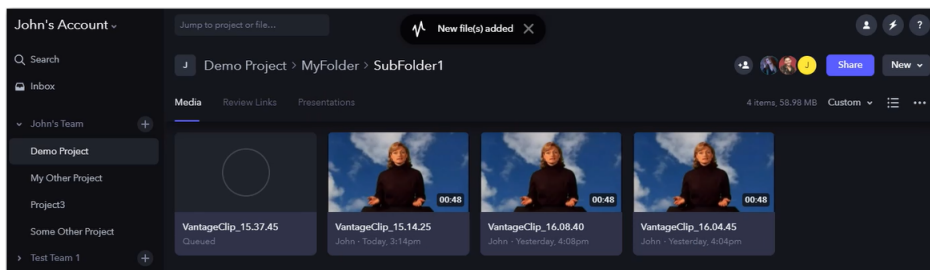 John's Account
Jump to project or file...
New file(s) added
?
Search
Inbox
J Demo Project > MyFolder > SubFolder1
J
Share
New
Media Review Links Presentations
4 items, 58.98 MB Custom
John's Team
Demo Project
My Other Project
Project3
Some Other Project
Test Team 1
00:48 00:48 00:48
VantageClip_15.37.45 VantageClip_15.14.25 VantageClip_16.08.40 VantageClip_16.04.45
Queued John - Today, 3:14pm John - Yesterday, 4:08pm John - Yesterday, 4:04pm